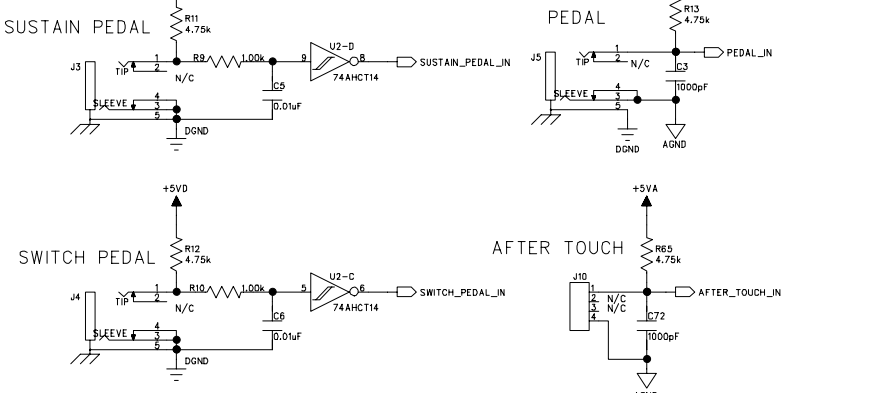 SUSTAIN PEDAL
R11
4.75k
J3
TIP
1
2
N/C
R9
1.00k
9
U2-D
8
74AHCT14
SUSTAIN_PEDAL_IN
C5
0.01uF
SLEEVE
4
3
5
DGND
PEDAL
R13
4.75k
J5
TIP
1
2
N/C
PEDAL_IN
C3
1000pF
SLEEVE
4
3
5
DGND
AGND
+5VD
SWITCH PEDAL
R12
4.75k
J4
TIP
1
2
N/C
R10
1.00k
5
U2-C
6
74AHCT14
SWITCH_PEDAL_IN
C6
0.01uF
SLEEVE
4
3
5
DGND
+5VA
AFTER TOUCH
R65
4.75k
J10
1
2
N/C
3
N/C
4
AFTER_TOUCH_IN
C72
1000pF